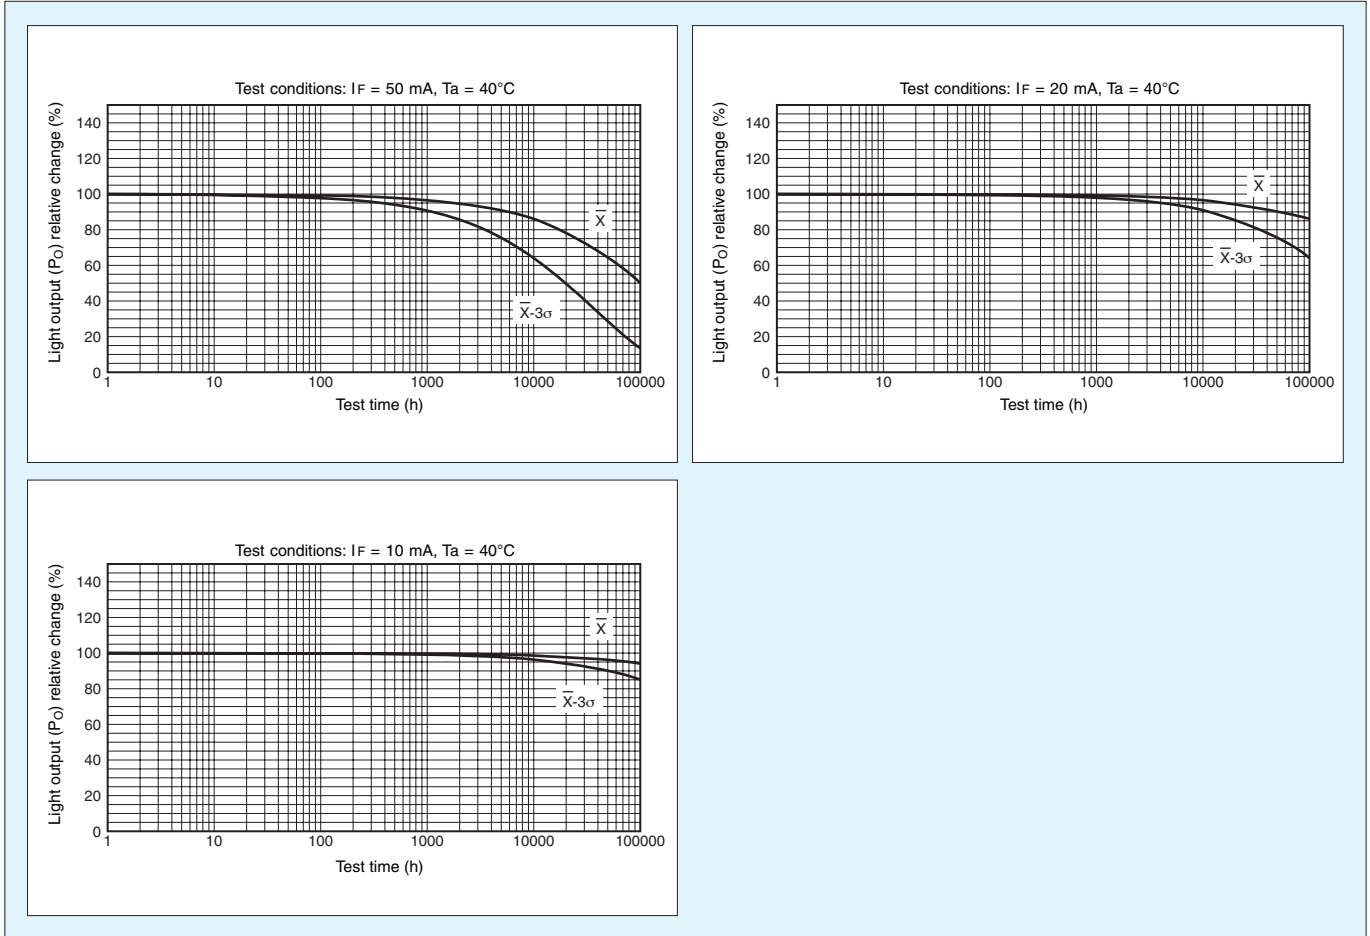 Test conditions: IF = 50 mA, Ta = 40°C
Light output (PO) relative change (%)
140
120
100
80
60
40
20
0
X̅
X̅-3σ
1 10 100 1000 10000 100000
Test time (h)
Test conditions: IF = 20 mA, Ta = 40°C
Light output (PO) relative change (%)
140
120
100
80
60
40
20
0
X̅
X̅-3σ
1 10 100 1000 10000 100000
Test time (h)
Test conditions: IF = 10 mA, Ta = 40°C
Light output (PO) relative change (%)
140
120
100
80
60
40
20
0
X̅
X̅-3σ
1 10 100 1000 10000 100000
Test time (h)